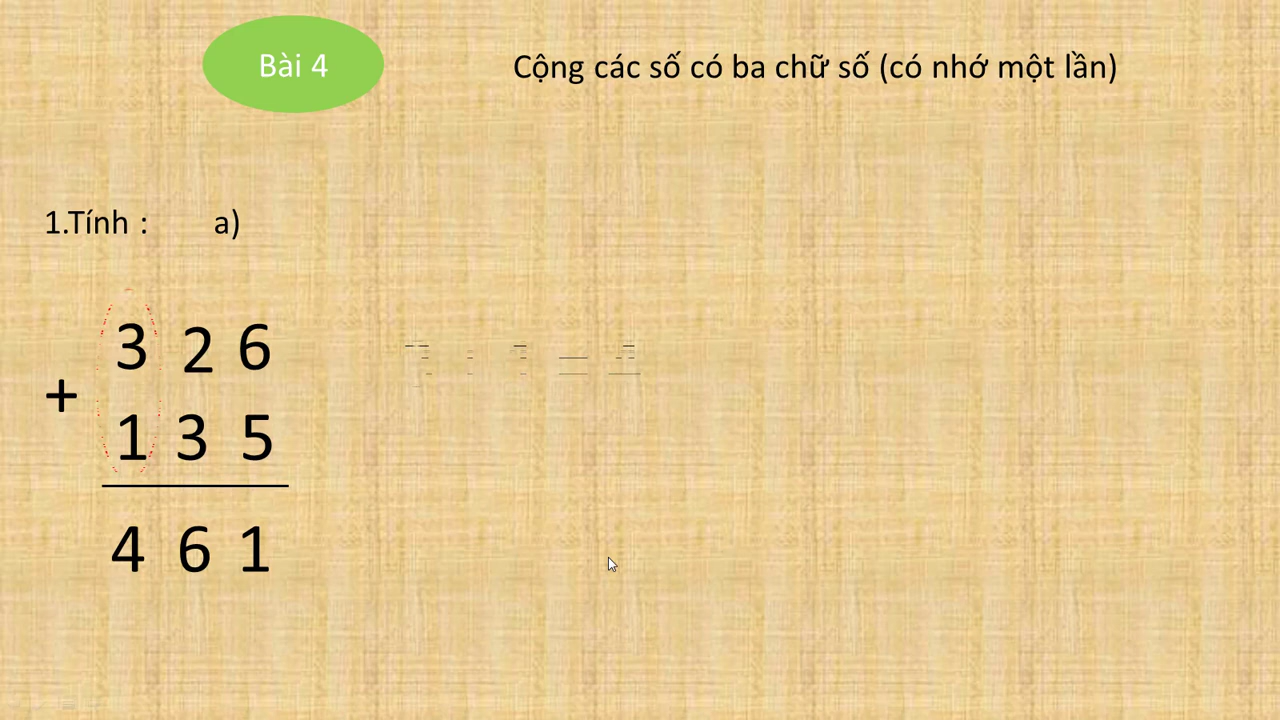 Bài 4
Cộng các số có ba chữ số (có nhớ một lần)
1.Tính : a)
3 2 6
+
1 3 5
4 6 1